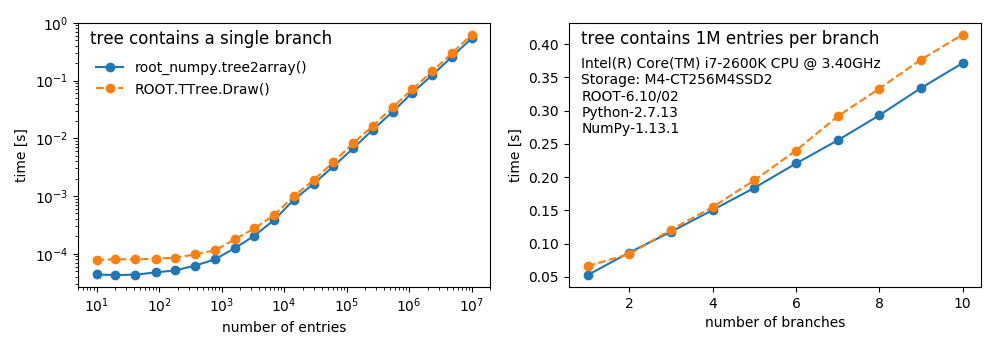 tree contains a single branch
root_numpy.tree2array()
ROOT.TTree.Draw()
time [s]
10⁰
10⁻¹
10⁻²
10⁻³
10⁻⁴
10¹
10²
10³
10⁴
10⁵
10⁶
10⁷
number of entries
tree contains 1M entries per branch
Intel(R) Core(TM) i7-2600K CPU @ 3.40GHz
Storage: M4-CT256M4SSD2
ROOT-6.10/02
Python-2.7.13
NumPy-1.13.1
time [s]
0.40
0.35
0.30
0.25
0.20
0.15
0.10
0.05
2
4
6
8
10
number of branches